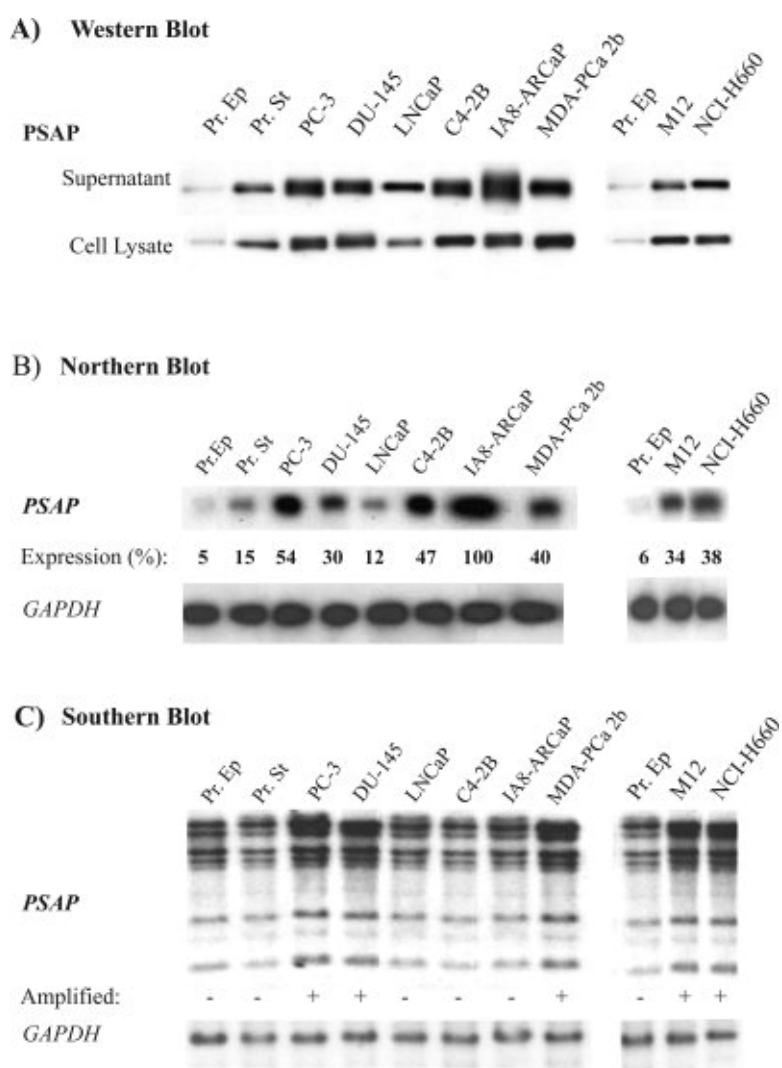 A) Western Blot
Pr. Ep Pr. St PC-3 DU-145 LNCaP C4-2B IA8-ARCaP MDA-PCa 2b Pr. Ep M12 NCI-H660
PSAP
Supernatant
Cell Lysate
B) Northern Blot
Pr.Ep Pr. St PC-3 DU-145 LNCaP C4-2B IA8-ARCaP MDA-PCa 2b Pr. Ep M12 NCI-H660
PSAP
Expression (%): 5 15 54 30 12 47 100 40 6 34 38
GAPDH
C) Southern Blot
Pr. Ep Pr. St PC-3 DU-145 LNCaP C4-2B IA8-ARCaP MDA-PCa 2b Pr. Ep M12 NCI-H660
PSAP
Amplified: - - + + - - - + - + +
GAPDH